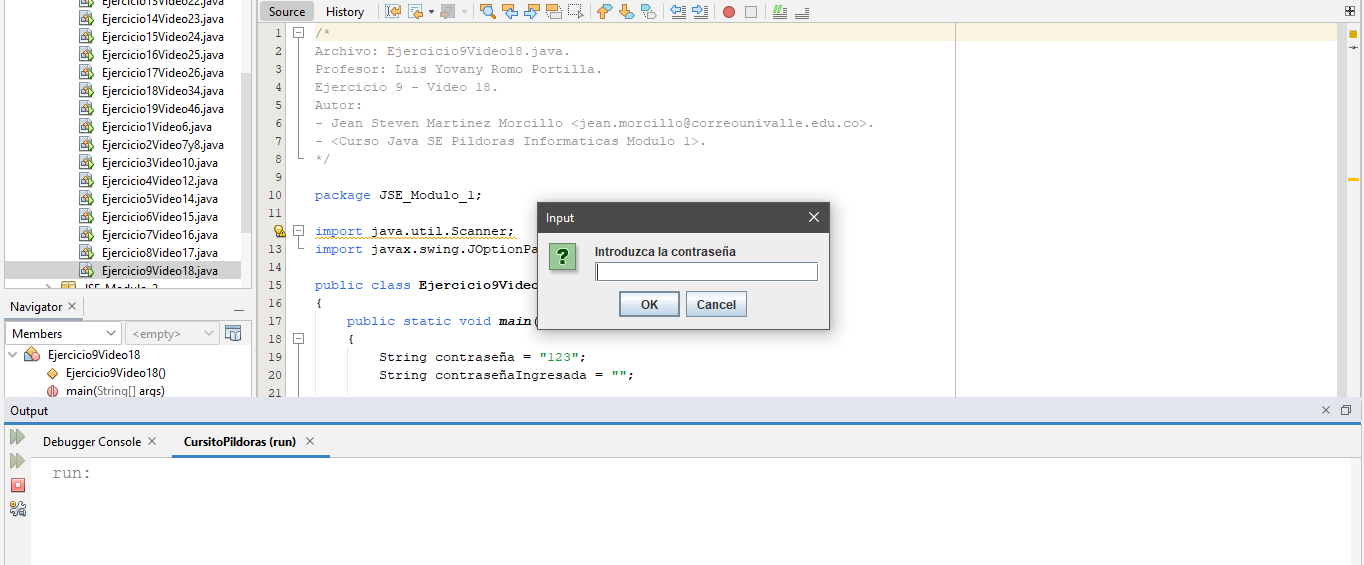 Ejercicio13Video22.java
Ejercicio14Video23.java
Ejercicio15Video24.java
Ejercicio16Video25.java
Ejercicio17Video26.java
Ejercicio18Video34.java
Ejercicio19Video46.java
Ejercicio1Video6.java
Ejercicio2Video7y8.java
Ejercicio3Video10.java
Ejercicio4Video12.java
Ejercicio5Video14.java
Ejercicio6Video15.java
Ejercicio7Video16.java
Ejercicio8Video17.java
Ejercicio9Video18.java
JSE_Modulo_2
Navigator
Members
<empty>
Ejercicio9Video18
Ejercicio9Video18()
main(String[] args)
Source History
1 /*
2 Archivo: Ejercicio9Video18.java.
3 Profesor: Luis Yovany Romo Portilla.
4 Ejercicio 9 - Video 18.
5 Autor:
6 - Jean Steven Martinez Morcillo <jean.morcillo@correounivalle.edu.co>.
7 - <Curso Java SE Pildoras Informaticas Modulo 1>.
8 */
9
10 package JSE_Modulo_1;
11
import java.util.Scanner;
13 import javax.swing.JOptionPa
14
15 public class Ejercicio9Video
16 {
17 public static void main(
18 {
19 String contraseña = "123";
20 String contraseñaIngresada = "";
21
Input
Introduzca la contraseña
OK Cancel
Output
Debugger Console CursitoPildoras (run)
run: